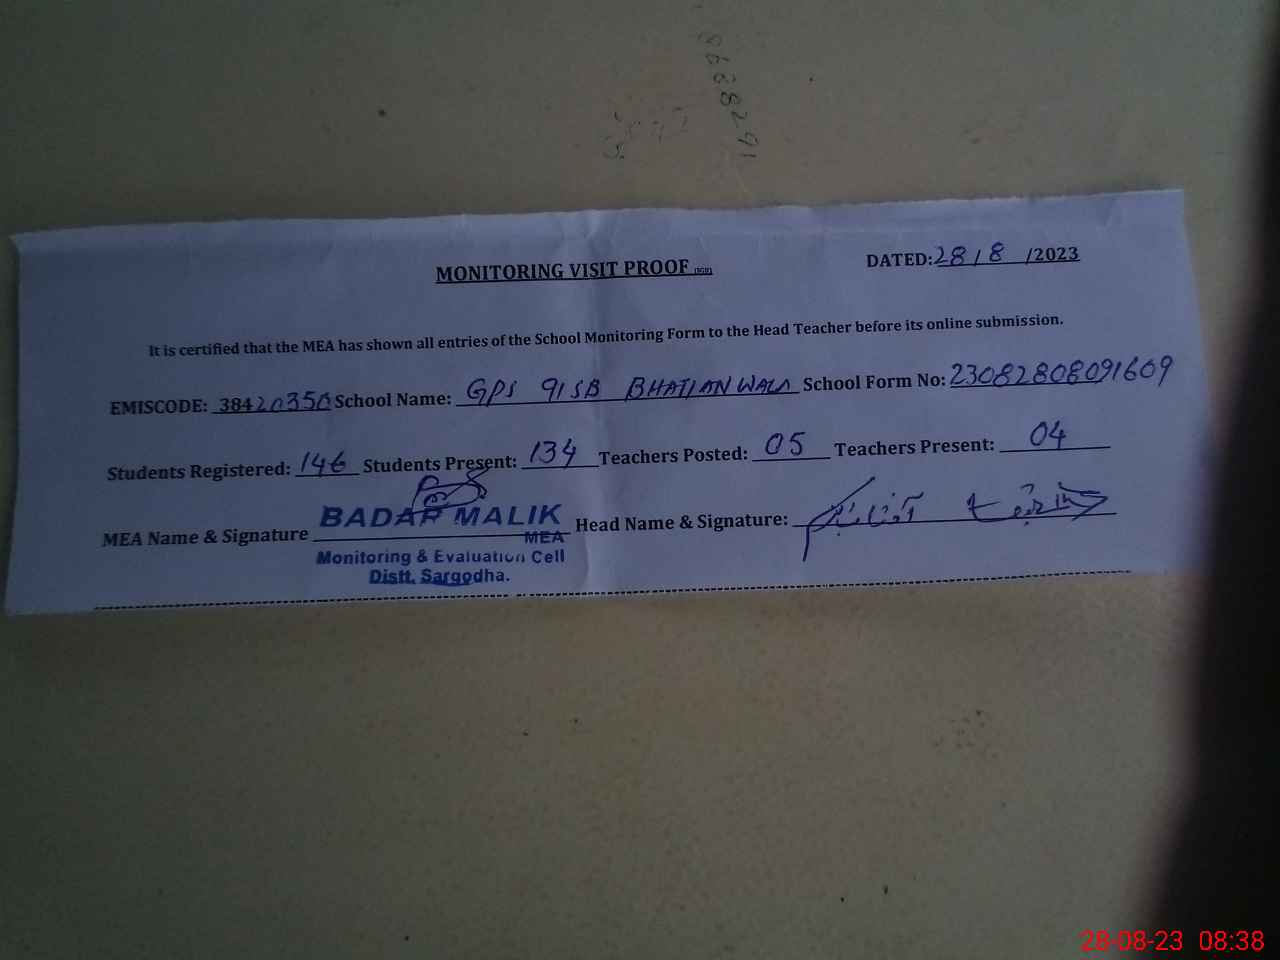 8688291
MONITORING VISIT PROOF
DATED: 28/8/2023
It is certified that the MEA has shown all entries of the School Monitoring Form to the Head Teacher before its online submission.
EMISCODE: 38420350 School Name: GPS 91 SB BHATIAN WALA School Form No: 23082808091609
Students Registered: 146 Students Present: 134 Teachers Posted: 05 Teachers Present: 04
MEA Name & Signature BADAR MALIK Head Name & Signature:
MEA
Monitoring & Evaluation Cell
Distt. Sargodha.
28-08-23 08:38